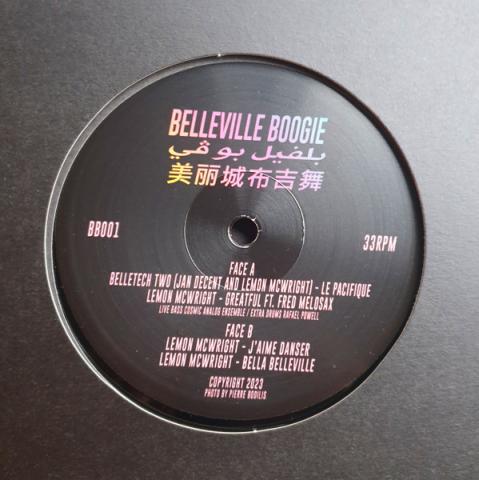 BELLEVILLE BOOGIE
بلفيل بو ڤي
美丽城布吉舞
BB001
33RPM
FACE A
BELLETECH TWO (JAN DECENT AND LEMON MCWRIGHT) - LE PACIFIQUE
LEMON MCWRIGHT - GREATFUL FT. FRED MELOSAX
LIVE BASS COSMIC ANALOG ENSEMBLE / EXTRA DRUMS RAFAEL POWELL
FACE B
LEMON MCWRIGHT - J'AIME DANSER
LEMON MCWRIGHT - BELLA BELLEVILLE
COPYRIGHT 2023
PHOTO BY PIERRE BODILIS